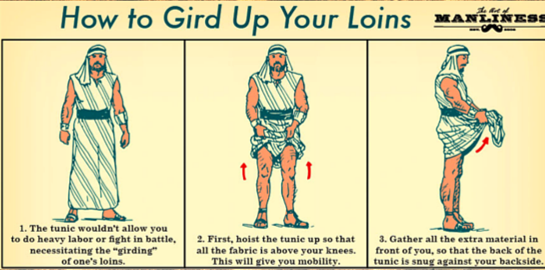 How to Gird Up Your Loins
The Art of
MANLINESS
1. The tunic wouldn't allow you
to do heavy labor or fight in battle,
necessitating the "girding"
of one's loins.
2. First, hoist the tunic up so that
all the fabric is above your knees.
This will give you mobility.
3. Gather all the extra material in
front of you, so that the back of the
tunic is snug against your backside.